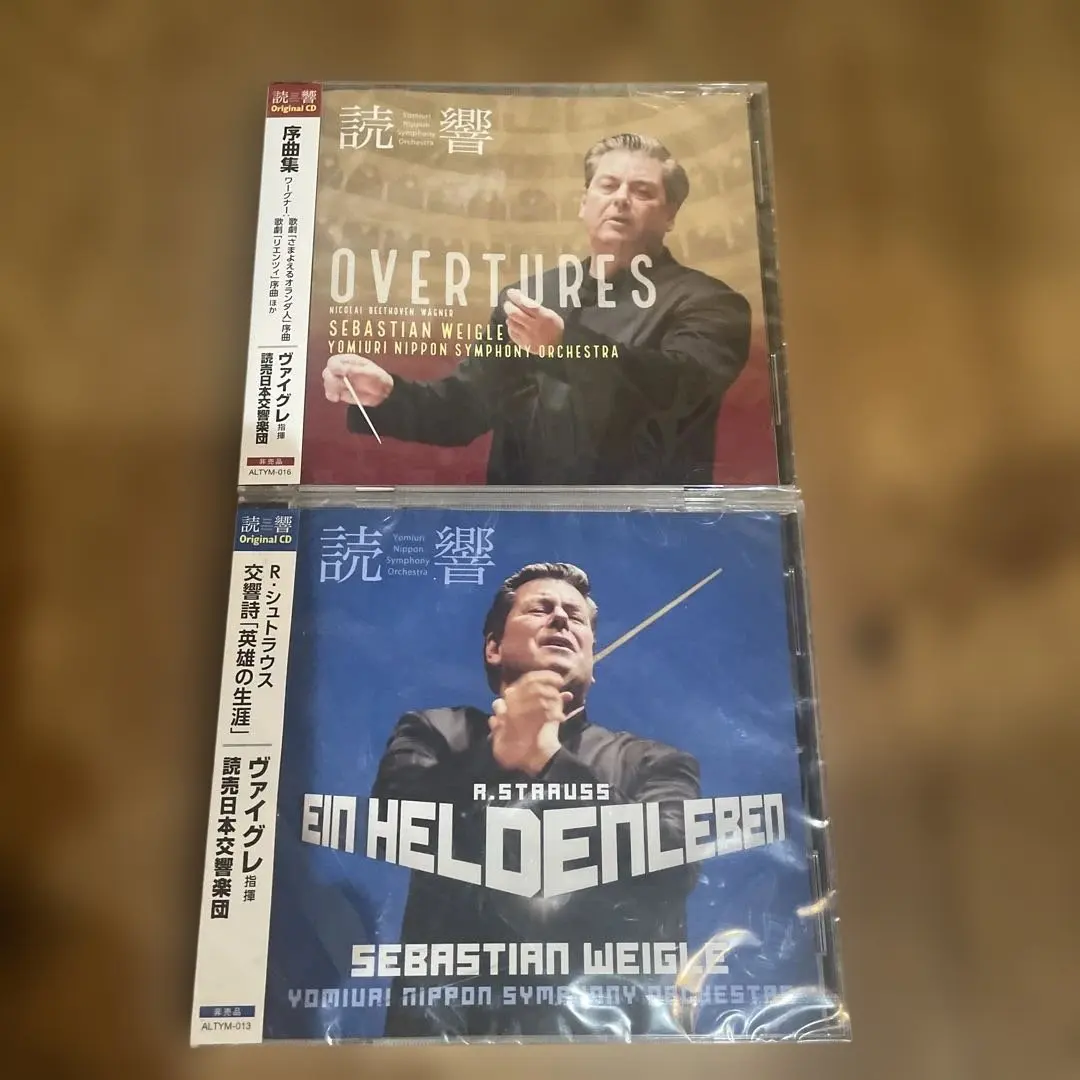 読響
Original CD
序曲集
ワーグナー：歌劇「さまよえるオランダ人」序曲
歌劇「リエンツィ」序曲 ほか
ヴァイグレ 指揮
読売日本交響楽団
非売品
ALTYM-016
読響
Yomiuri
Nippon
Symphony
Orchestra
OVERTURES
NICOLAI BEETHOVEN WAGNER
SEBASTIAN WEIGLE
YOMIURI NIPPON SYMPHONY ORCHESTRA
読響
Original CD
R・シュトラウス
交響詩「英雄の生涯」
ヴァイグレ 指揮
読売日本交響楽団
非売品
ALTYM-013
読響
Yomiuri
Nippon
Symphony
Orchestra
R.STRAUSS
EIN HELDENLEBEN
SEBASTIAN WEIGLE
YOMIURI NIPPON SYMPHONY ORCHESTRA